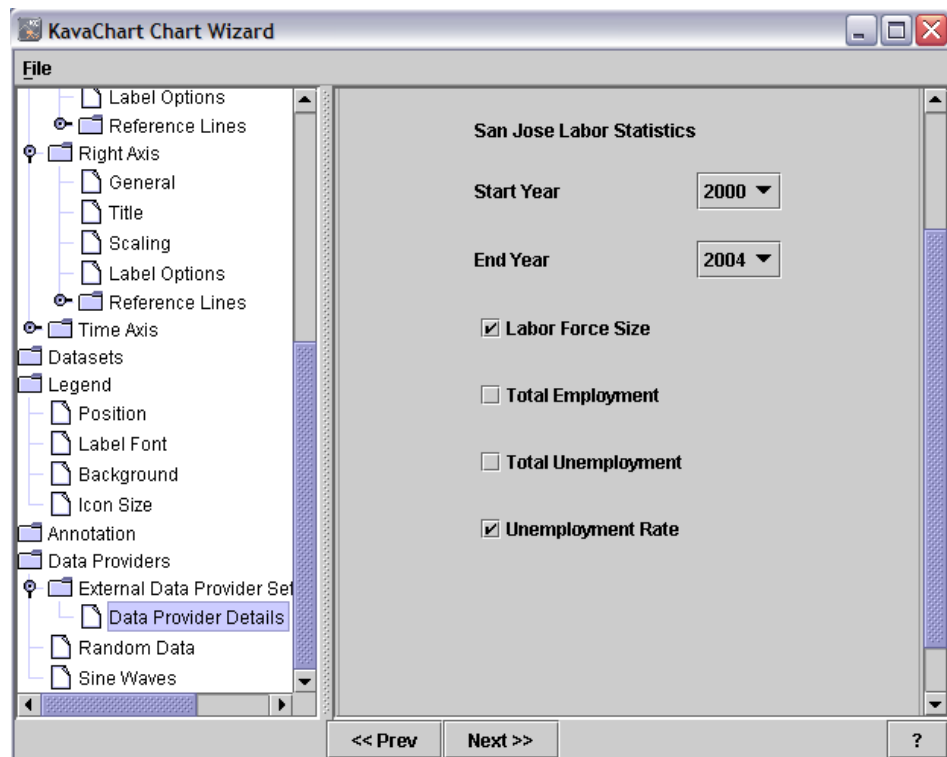 KavaChart Chart Wizard
File
Label Options
Reference Lines
Right Axis
General
Title
Scaling
Label Options
Reference Lines
Time Axis
Datasets
Legend
Position
Label Font
Background
Icon Size
Annotation
Data Providers
External Data Provider Set
Data Provider Details
Random Data
Sine Waves
San Jose Labor Statistics
Start Year 2000
End Year 2004
Labor Force Size
Total Employment
Total Unemployment
Unemployment Rate
<< Prev Next >> ?